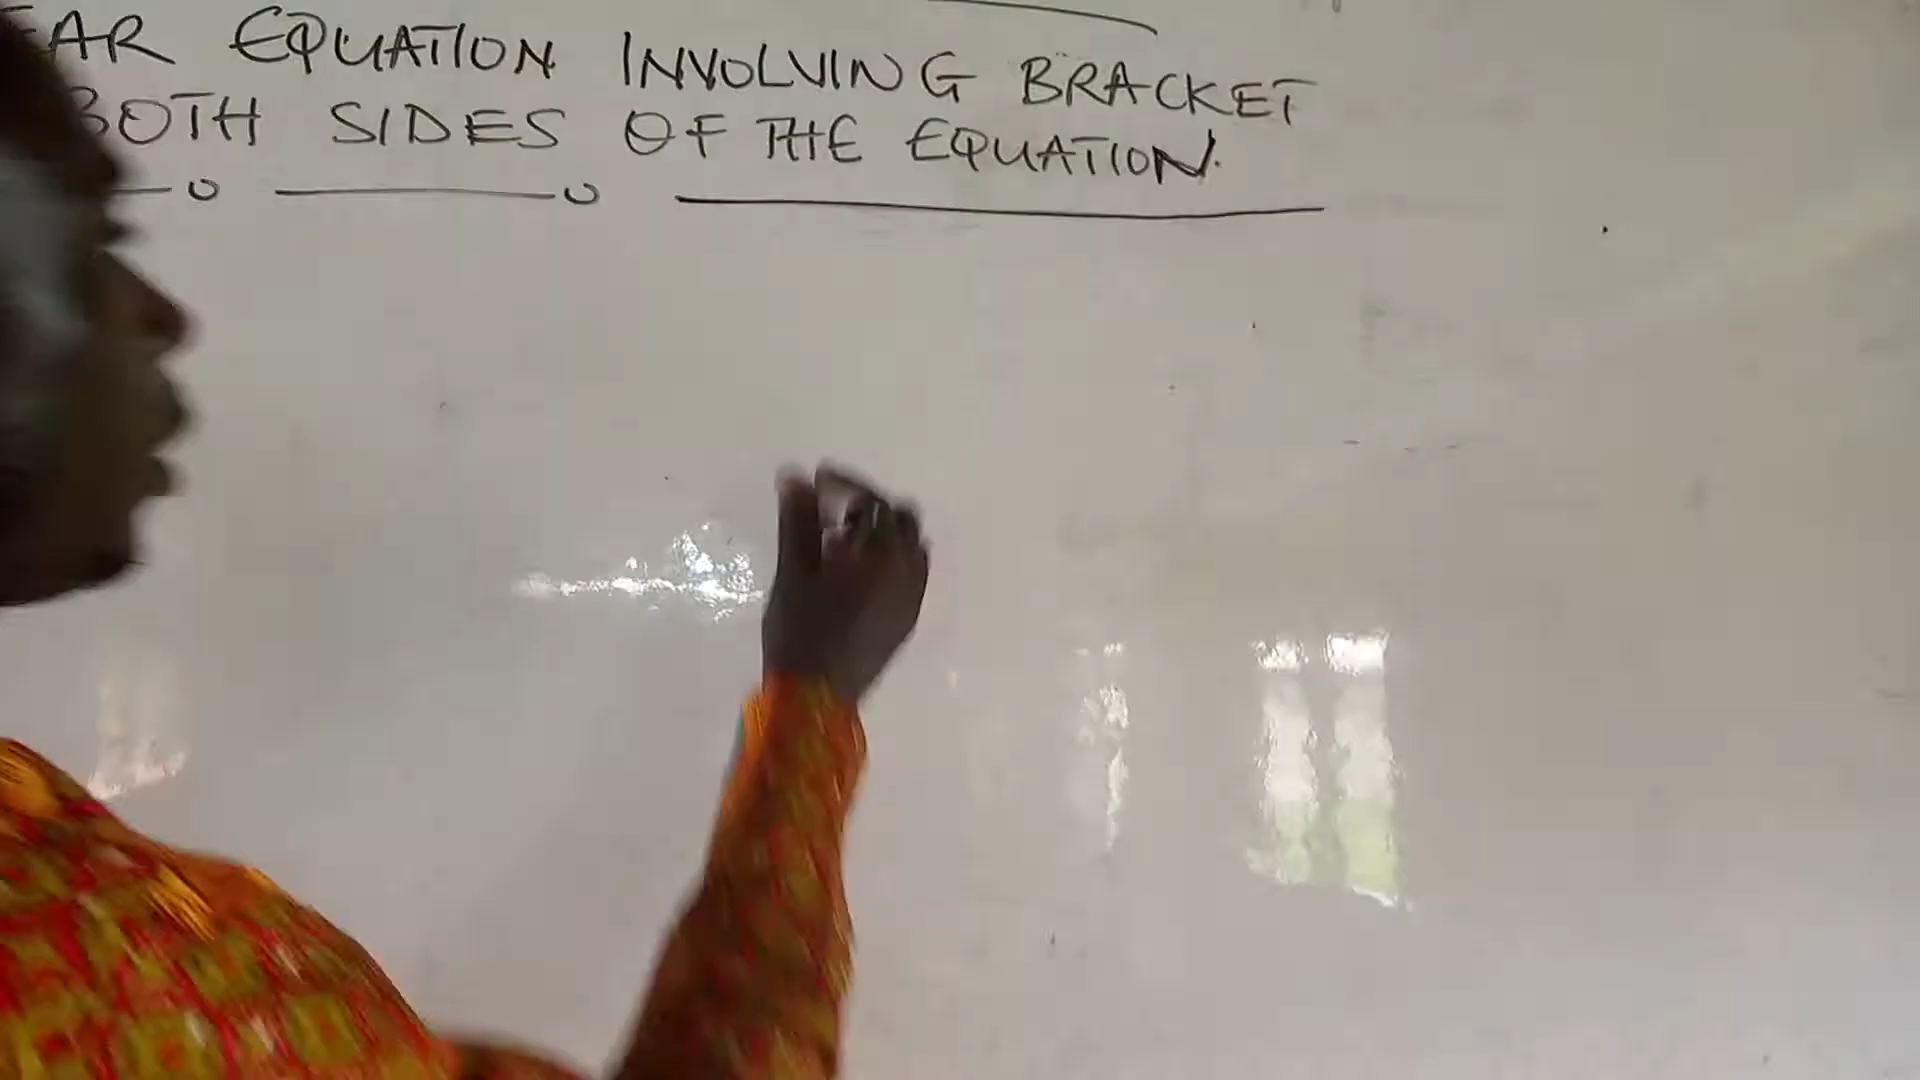 EAR EQUATION INVOLVING BRACKET
BOTH SIDES OF THE EQUATION.